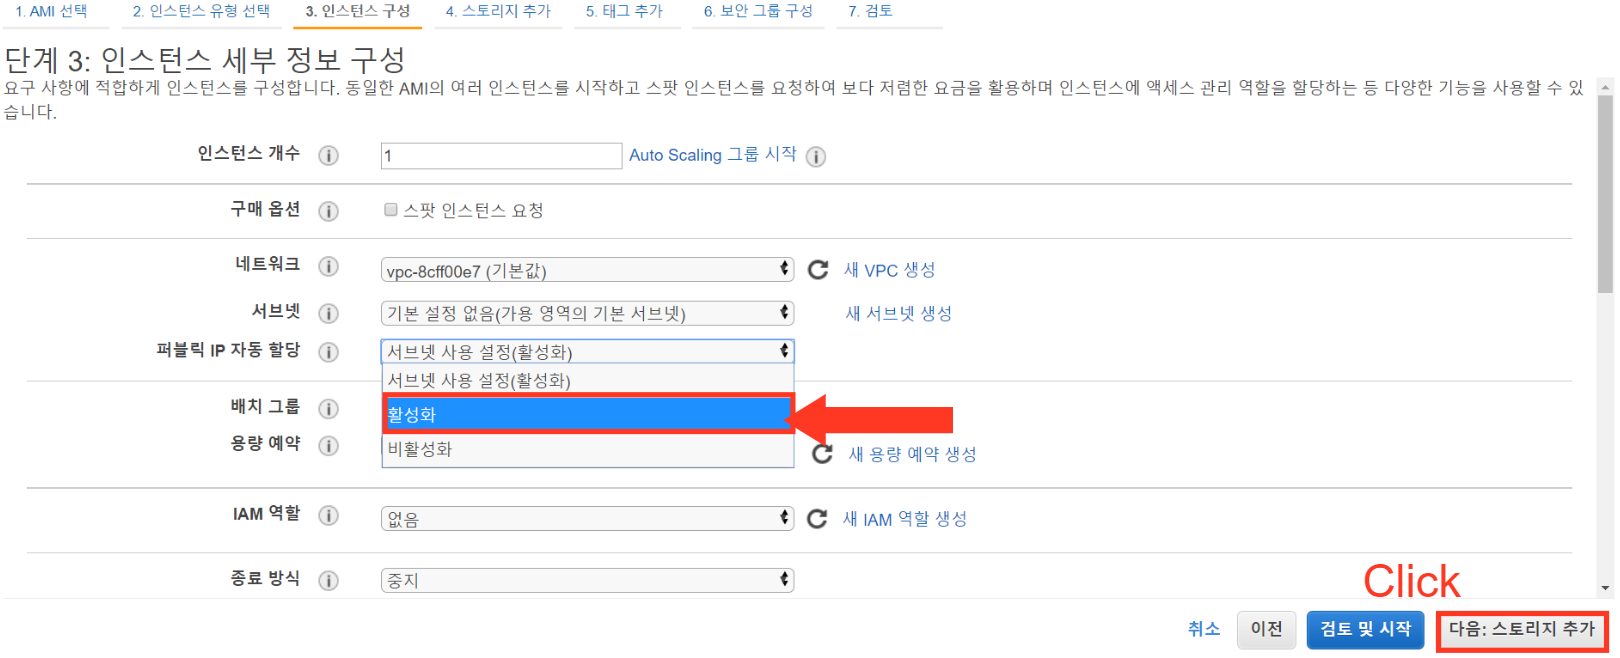 1. AMI 선택 2. 인스턴스 유형 선택 3. 인스턴스 구성 4. 스토리지 추가 5. 태그 추가 6. 보안 그룹 구성 7. 검토
단계 3: 인스턴스 세부 정보 구성
요구 사항에 적합하게 인스턴스를 구성합니다. 동일한 AMI의 여러 인스턴스를 시작하고 스팟 인스턴스를 요청하여 보다 저렴한 요금을 활용하며 인스턴스에 액세스 관리 역할을 할당하는 등 다양한 기능을 사용할 수 있
습니다.
인스턴스 개수 i 1 Auto Scaling 그룹 시작 i
구매 옵션 i 스팟 인스턴스 요청
네트워크 i vpc-8cff00e7 (기본값) 새 VPC 생성
서브넷 i 기본 설정 없음(가용 영역의 기본 서브넷) 새 서브넷 생성
퍼블릭 IP 자동 할당 i 서브넷 사용 설정(활성화)
서브넷 사용 설정(활성화)
배치 그룹 i 활성화
용량 예약 i 비활성화 새 용량 예약 생성
IAM 역할 i 없음 새 IAM 역할 생성
종료 방식 i 중지
Click
취소 이전 검토 및 시작 다음: 스토리지 추가